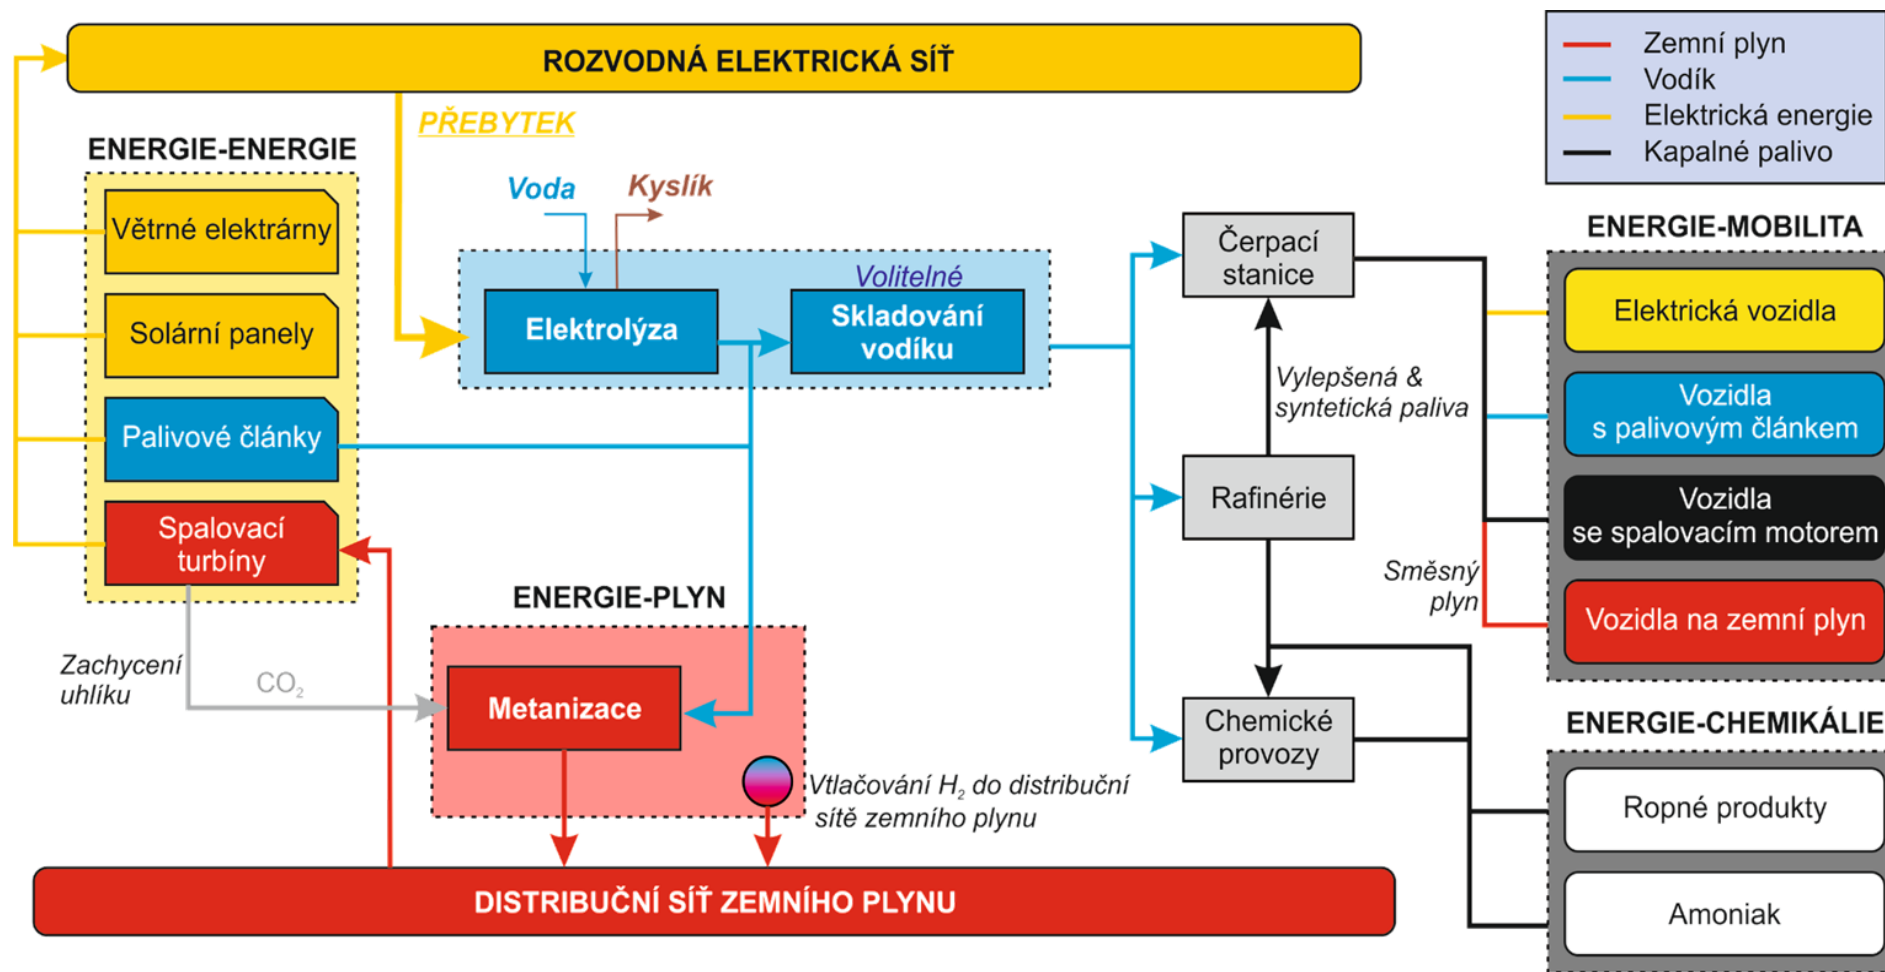 ROZVODNÁ ELEKTRICKÁ SÍŤ
Zemní plyn
Vodík
Elektrická energie
Kapalné palivo
PŘEBYTEK
ENERGIE-ENERGIE
Větrné elektrárny
Solární panely
Palivové články
Spalovací
turbíny
Voda
Kyslík
Volitelné
Elektrolýza
Skladování
vodíku
Čerpací
stanice
Vylepšená &
syntetická paliva
Rafinérie
Chemické
provozy
ENERGIE-MOBILITA
Elektrická vozidla
Vozidla
s palivovým článkem
Vozidla
se spalovacím motorem
Směsný
plyn
Vozidla na zemní plyn
ENERGIE-PLYN
Zachycení
uhlíku
CO₂
Metanizace
Vtlačování H₂ do distribuční
sítě zemního plynu
ENERGIE-CHEMIKÁLIE
Ropné produkty
Amoniak
DISTRIBUČNÍ SÍŤ ZEMNÍHO PLYNU